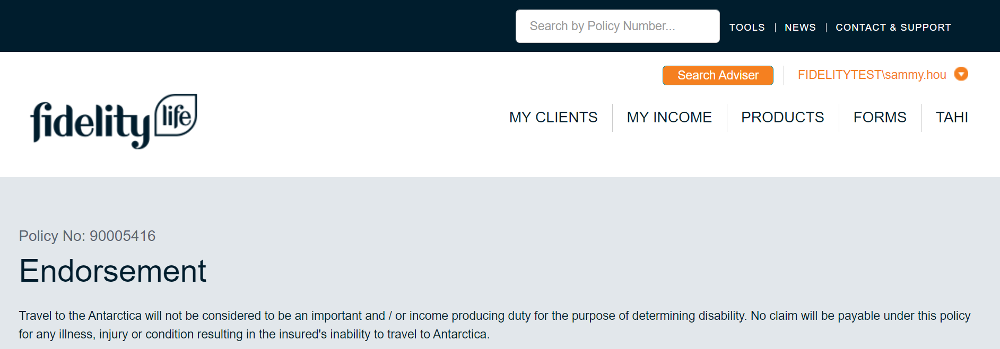 Search by Policy Number...
TOOLS | NEWS | CONTACT & SUPPORT
Search Adviser
FIDELITYTEST\sammy.hou
fidelity life
MY CLIENTS
MY INCOME
PRODUCTS
FORMS
TAHI
Policy No: 90005416
Endorsement
Travel to the Antarctica will not be considered to be an important and / or income producing duty for the purpose of determining disability. No claim will be payable under this policy
for any illness, injury or condition resulting in the insured's inability to travel to Antarctica.